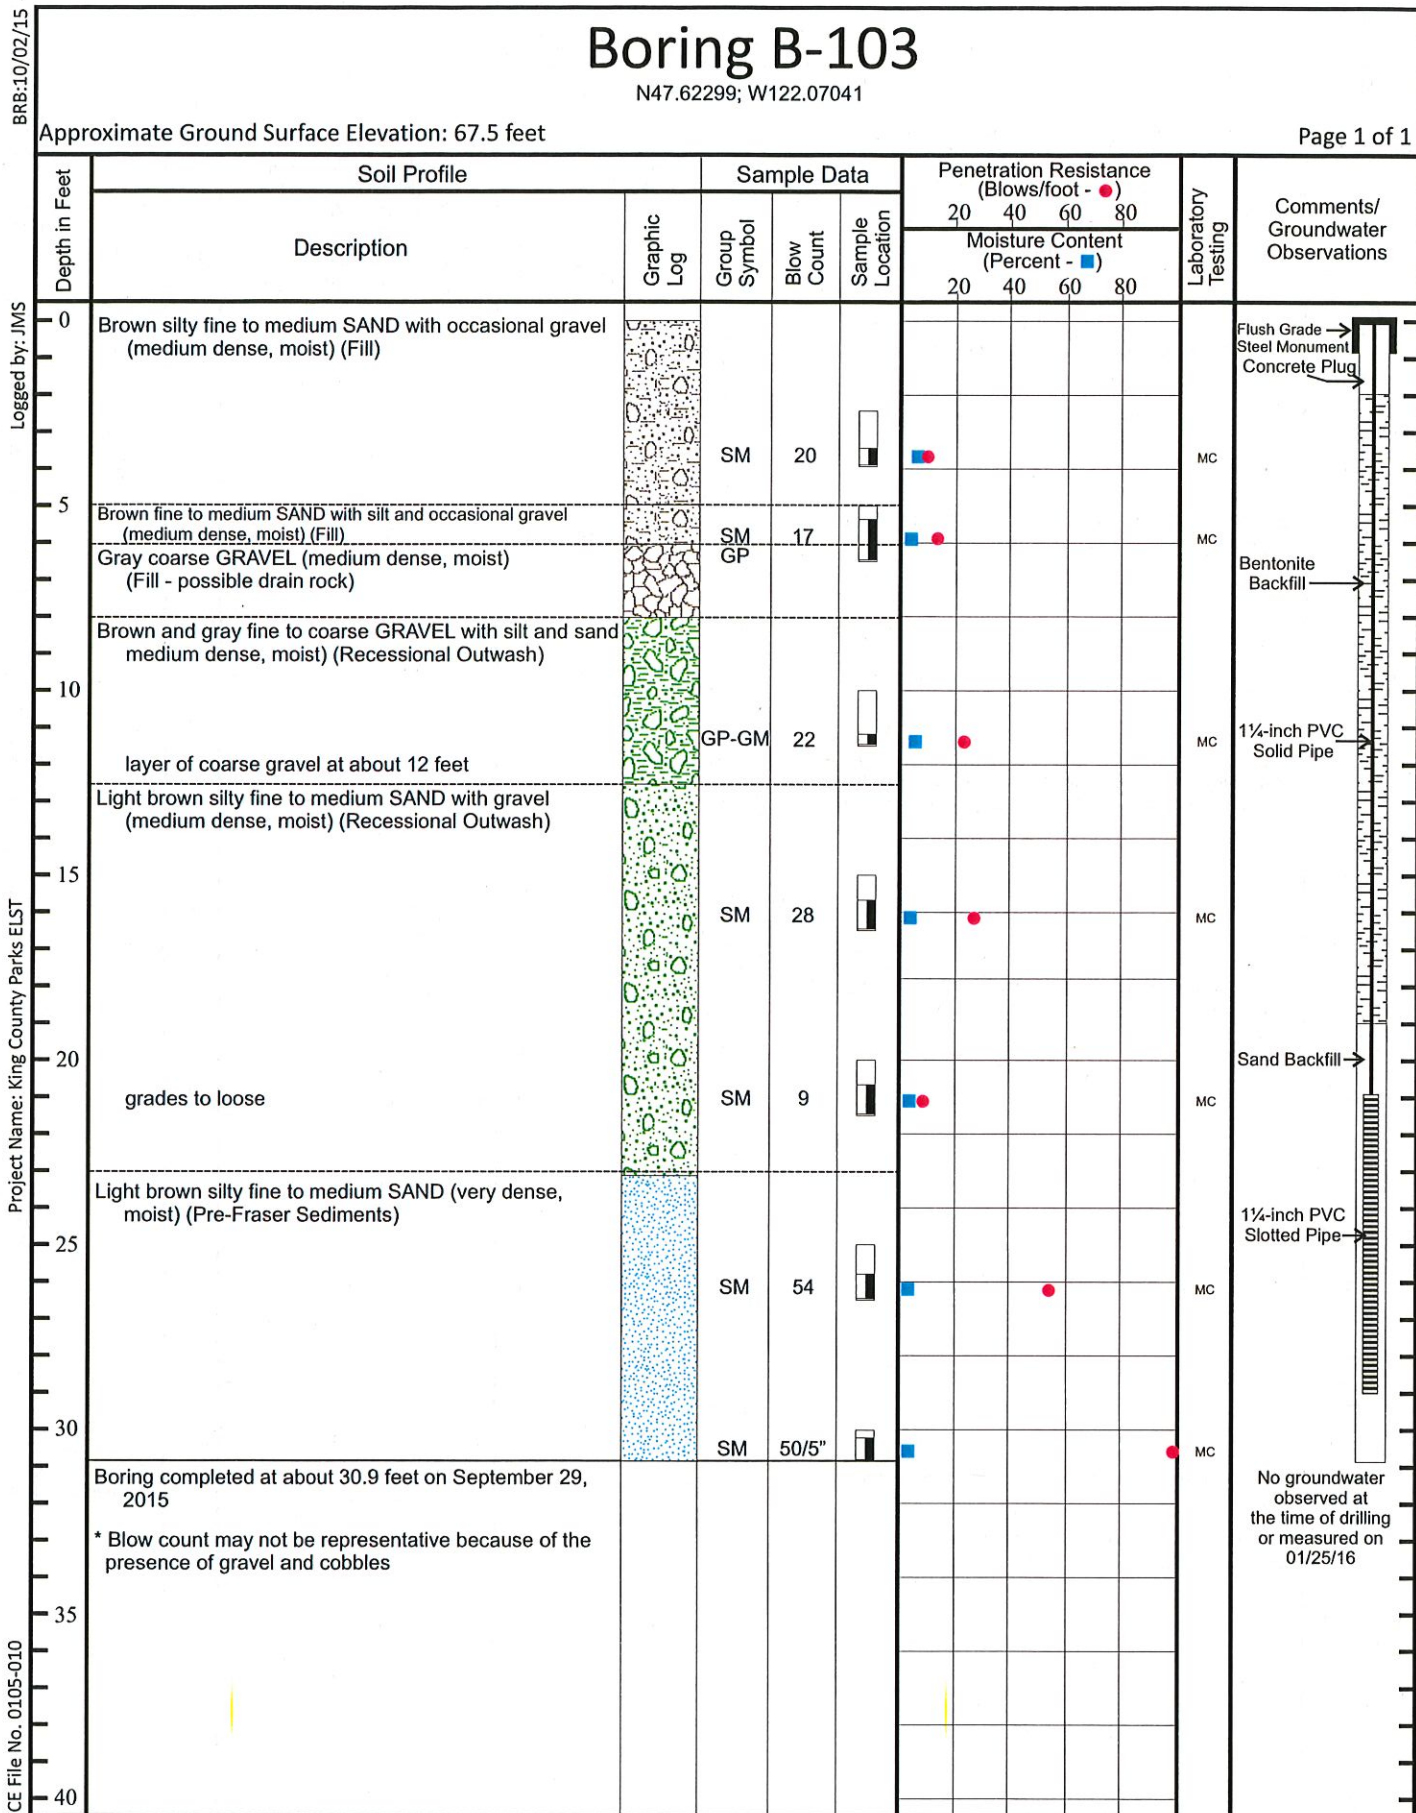 BRB:10/02/15
Logged by: JMS
Project Name: King County Parks ELST
CE File No. 0105-010
Boring B-103
N47.62299; W122.07041
Approximate Ground Surface Elevation: 67.5 feet
Page 1 of 1
Depth in Feet
Soil Profile
Description
Graphic
Log
Sample Data
Group
Symbol
Blow
Count
Sample
Location
Penetration Resistance
(Blows/foot - )
20 40 60 80
Moisture Content
(Percent - )
20 40 60 80
Laboratory
Testing
Comments/
Groundwater
Observations
0
Brown silty fine to medium SAND with occasional gravel
(medium dense, moist) (Fill)
Flush Grade
Steel Monument
Concrete Plug
SM 20 MC
5
Brown fine to medium SAND with silt and occasional gravel
(medium dense, moist) (Fill)
SM 17 MC
Gray coarse GRAVEL (medium dense, moist)
(Fill - possible drain rock)
GP
Bentonite
Backfill
Brown and gray fine to coarse GRAVEL with silt and sand
medium dense, moist) (Recessional Outwash)
10
GP-GM 22 MC
1¼-inch PVC
Solid Pipe
layer of coarse gravel at about 12 feet
Light brown silty fine to medium SAND with gravel
(medium dense, moist) (Recessional Outwash)
15
SM 28 MC
20
Sand Backfill
grades to loose
SM 9 MC
Light brown silty fine to medium SAND (very dense,
moist) (Pre-Fraser Sediments)
1¼-inch PVC
Slotted Pipe
25
SM 54 MC
30
SM 50/5" MC
Boring completed at about 30.9 feet on September 29,
2015
* Blow count may not be representative because of the
presence of gravel and cobbles
No groundwater
observed at
the time of drilling
or measured on
01/25/16
35
40